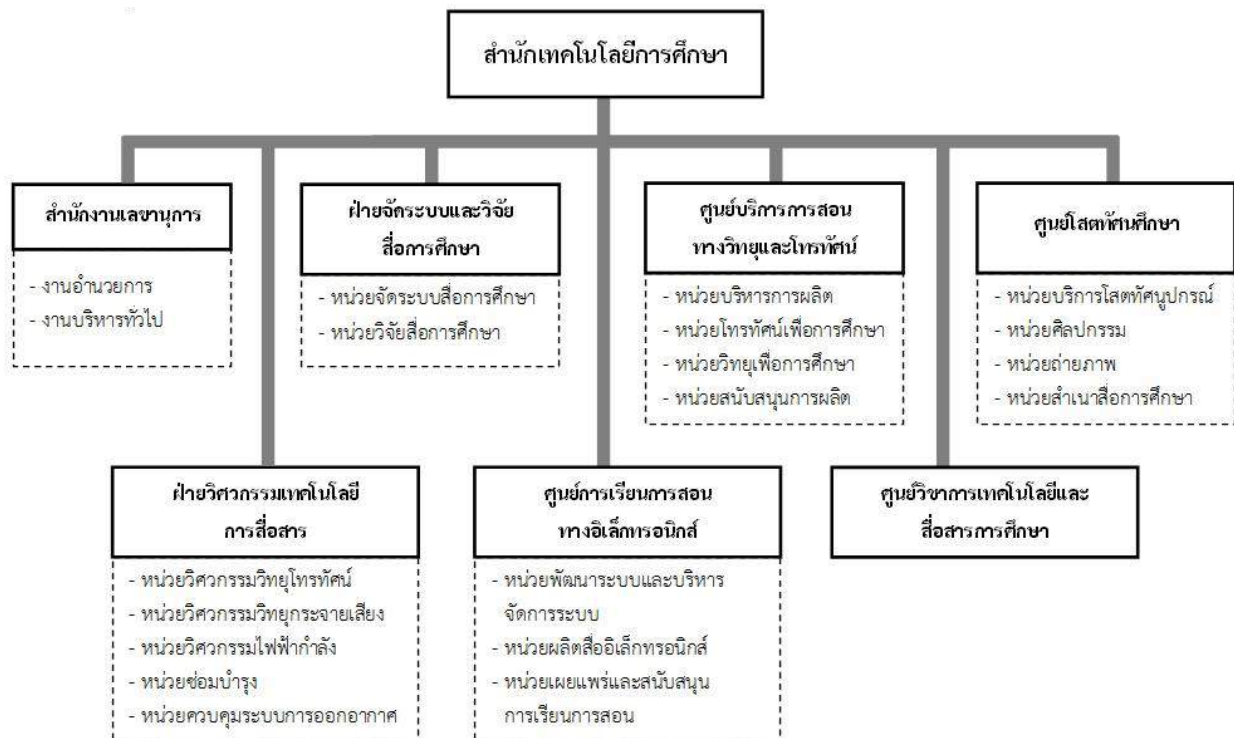 สำนักเทคโนโลยีการศึกษา
สำนักงานเลขานุการ
- งานอำนวยการ
- งานบริหารทั่วไป
ฝ่ายจัดระบบและวิจัย
สื่อการศึกษา
- หน่วยจัดระบบสื่อการศึกษา
- หน่วยวิจัยสื่อการศึกษา
ศูนย์บริการการสอน
ทางวิทยุและโทรทัศน์
- หน่วยบริหารการผลิต
- หน่วยโทรทัศน์เพื่อการศึกษา
- หน่วยวิทยุเพื่อการศึกษา
- หน่วยสนับสนุนการผลิต
ศูนย์โสตทัศนศึกษา
- หน่วยบริการโสตทัศนูปกรณ์
- หน่วยศิลปกรรม
- หน่วยถ่ายภาพ
- หน่วยสำเนาสื่อการศึกษา
ฝ่ายวิศวกรรมเทคโนโลยี
การสื่อสาร
- หน่วยวิศวกรรมวิทยุโทรทัศน์
- หน่วยวิศวกรรมวิทยุกระจายเสียง
- หน่วยวิศวกรรมไฟฟ้ากำลัง
- หน่วยซ่อมบำรุง
- หน่วยควบคุมระบบการออกอากาศ
ศูนย์การเรียนการสอน
ทางอิเล็กทรอนิกส์
- หน่วยพัฒนาระบบและบริหาร
จัดการระบบ
- หน่วยผลิตสื่ออิเล็กทรอนิกส์
- หน่วยเผยแพร่และสนับสนุน
การเรียนการสอน
ศูนย์วิชาการเทคโนโลยีและ
สื่อสารการศึกษา